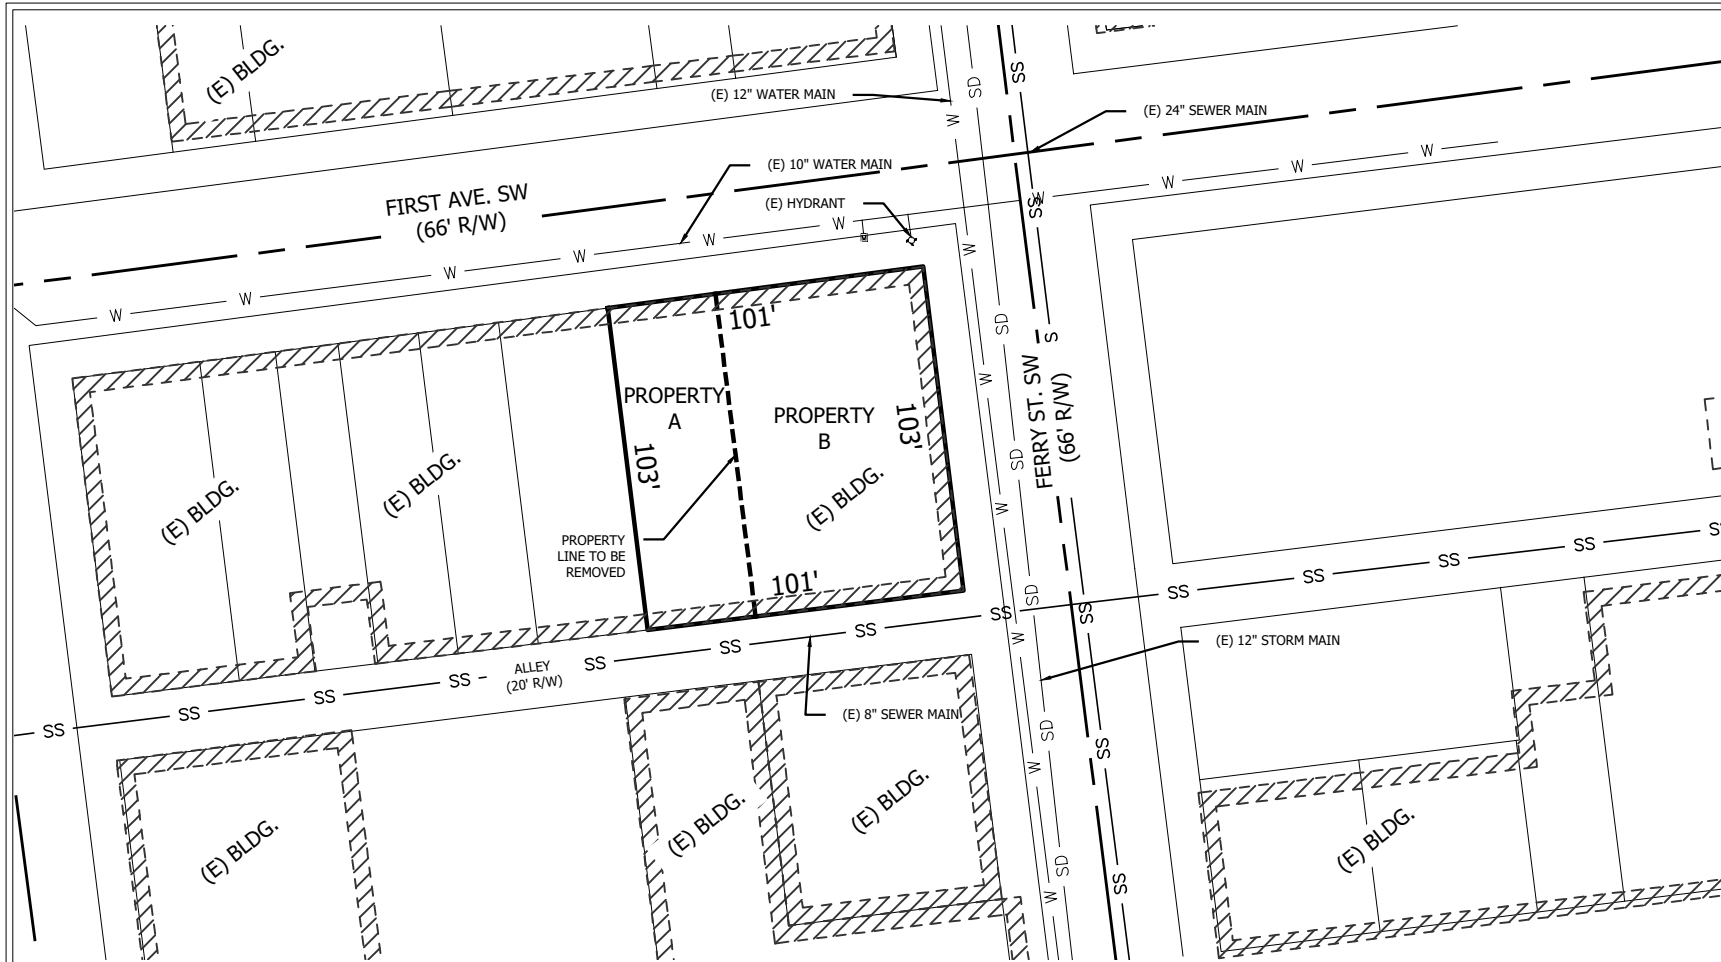 (E) BLDG.
(E) 12" WATER MAIN
SD
SS
W
(E) 24" SEWER MAIN
(E) 10" WATER MAIN
W
W
W
FIRST AVE. SW
(66' R/W)
(E) HYDRANT
SS
W
W
W
W
W
W
W
W
W
101'
SD
S
W
PROPERTY
A
PROPERTY
B
103'
103'
FERRY ST. SW
(66' R/W)
SD
(E) BLDG.
(E) BLDG.
(E) BLDG.
W
PROPERTY
LINE TO BE
REMOVED
101'
SD
SS
SS
SS
SS
SS
S
SS
SS
W
(E) 12" STORM MAIN
SS
SS
SS
SS
ALLEY
(20' R/W)
SS
SS
SS
SS
(E) 8" SEWER MAIN
SD
SS
W
(E) BLDG.
(E) BLDG.
(E) BLDG.
(E) BLDG.
SD
SS
W